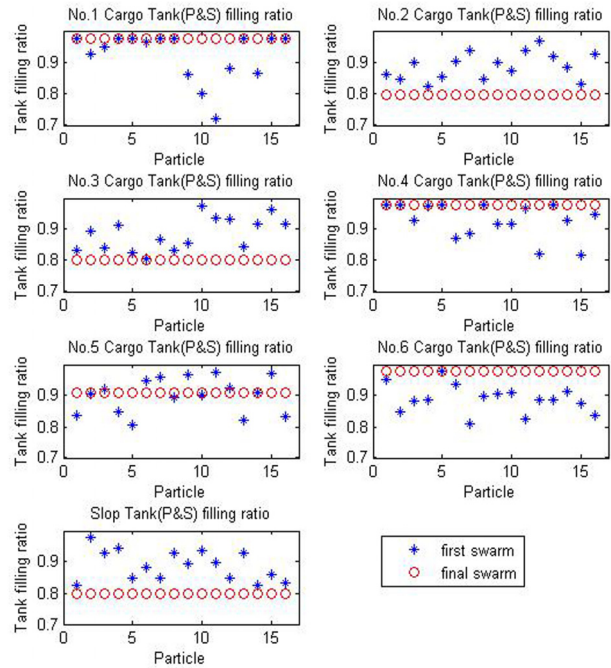 No.1 Cargo Tank(P&S) filling ratio
Tank filling ratio
0.9
0.8
0.7
0 5 10 15
Particle
No.2 Cargo Tank(P&S) filling ratio
Tank filling ratio
0.9
0.8
0.7
0 5 10 15
Particle
No.3 Cargo Tank(P&S) filling ratio
Tank filling ratio
0.9
0.8
0.7
0 5 10 15
Particle
No.4 Cargo Tank(P&S) filling ratio
Tank filling ratio
0.9
0.8
0.7
0 5 10 15
Particle
No.5 Cargo Tank(P&S) filling ratio
Tank filling ratio
0.9
0.8
0.7
0 5 10 15
Particle
No.6 Cargo Tank(P&S) filling ratio
Tank filling ratio
0.9
0.8
0.7
0 5 10 15
Particle
Slop Tank(P&S) filling ratio
Tank filling ratio
0.9
0.8
0.7
0 5 10 15
Particle
first swarm
final swarm